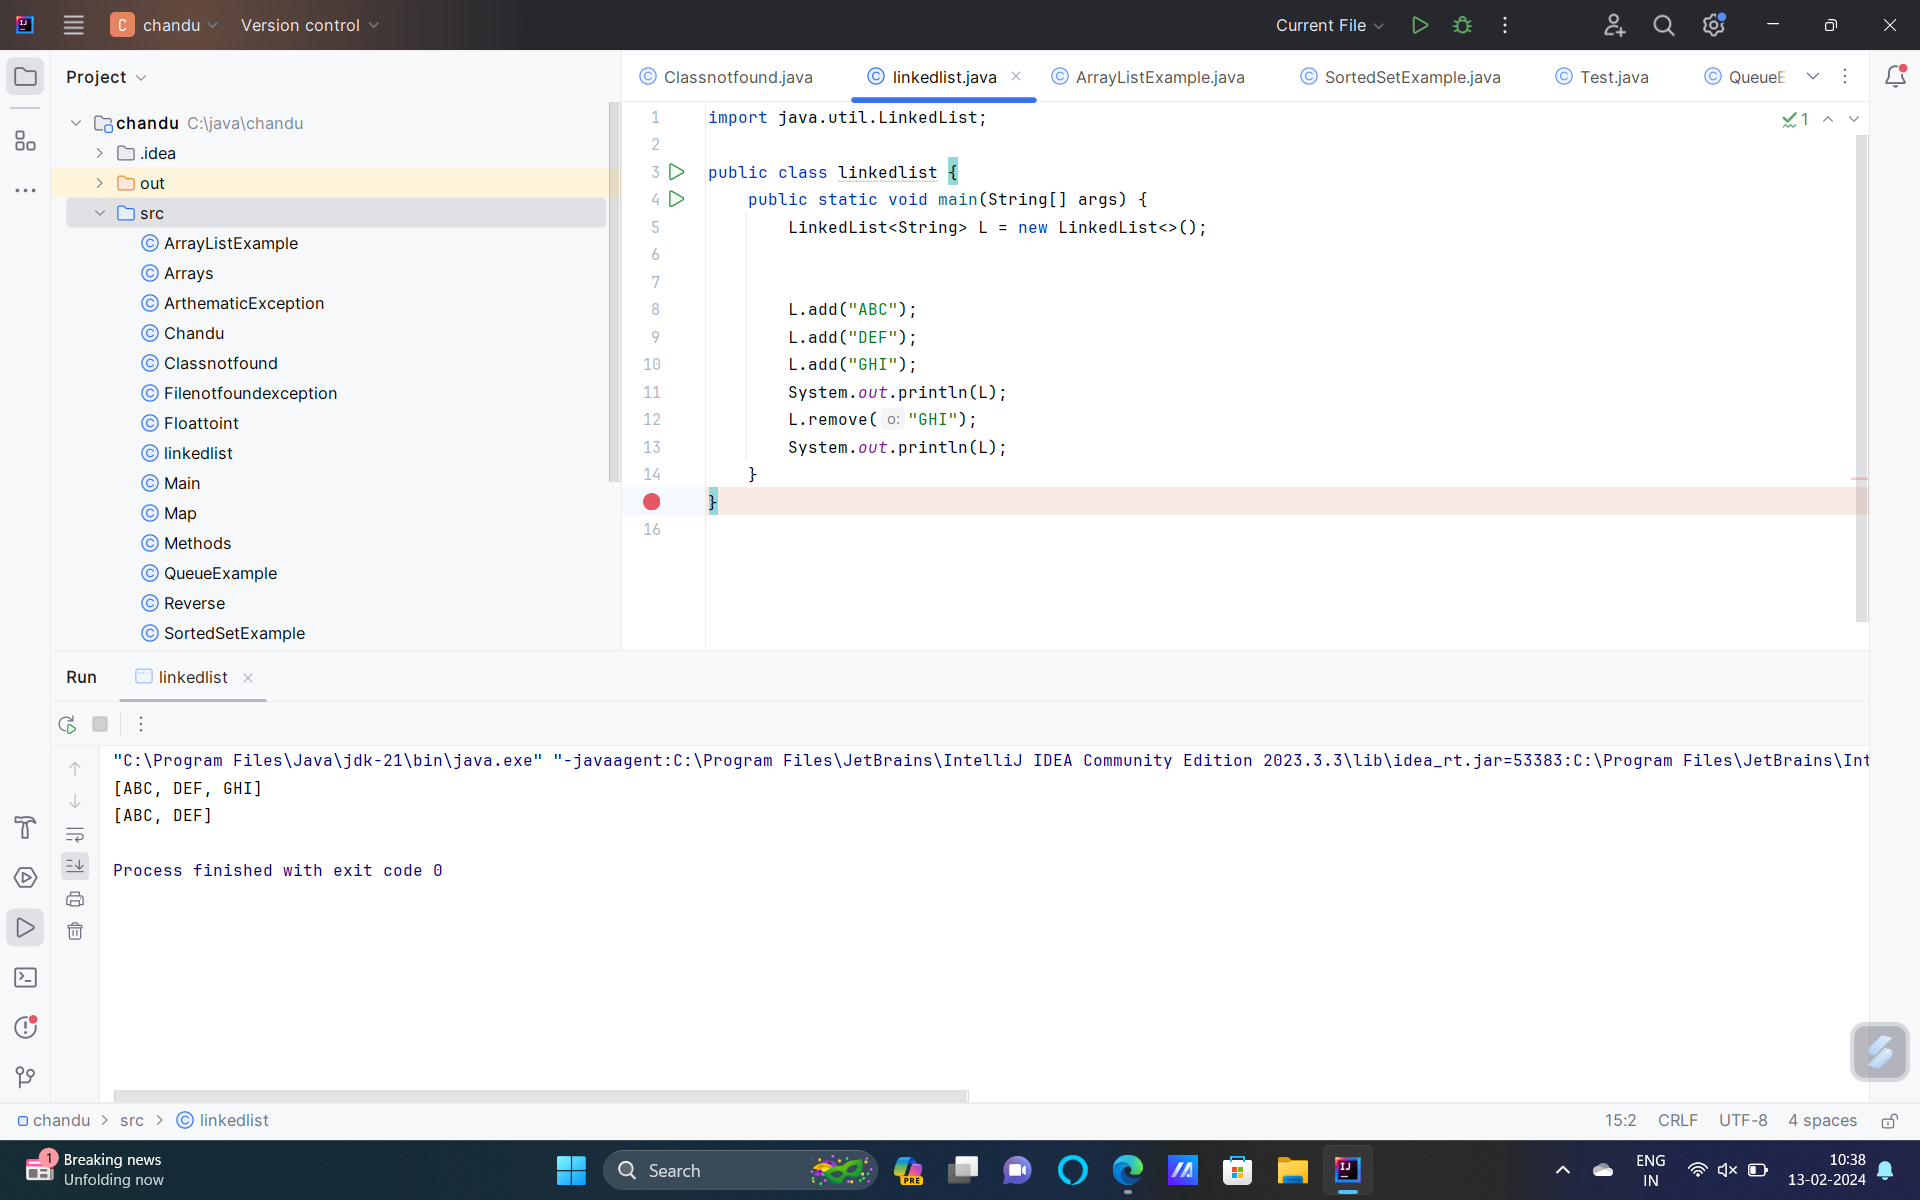 C chandu Version control Current File
Project
Classnotfound.java linkedlist.java ArrayListExample.java SortedSetExample.java Test.java QueueE
chandu C:\java\chandu
.idea
out
src
ArrayListExample
Arrays
ArthematicException
Chandu
Classnotfound
Filenotfoundexception
Floattoint
linkedlist
Main
Map
Methods
QueueExample
Reverse
SortedSetExample
1
1 import java.util.LinkedList;
2
3 public class linkedlist {
4 public static void main(String[] args) {
5 LinkedList<String> L = new LinkedList<>();
6
7
8 L.add("ABC");
9 L.add("DEF");
10 L.add("GHI");
11 System.out.println(L);
12 L.remove( o: "GHI");
13 System.out.println(L);
14 }
}
16
Run linkedlist
"C:\Program Files\Java\jdk-21\bin\java.exe" "-javaagent:C:\Program Files\JetBrains\IntelliJ IDEA Community Edition 2023.3.3\lib\idea_rt.jar=53383:C:\Program Files\JetBrains\Int
[ABC, DEF, GHI]
[ABC, DEF]
Process finished with exit code 0
chandu > src > linkedlist 15:2 CRLF UTF-8 4 spaces
1 Breaking news
Unfolding now
Search
PRE
IJ
ENG
IN
10:38
13-02-2024